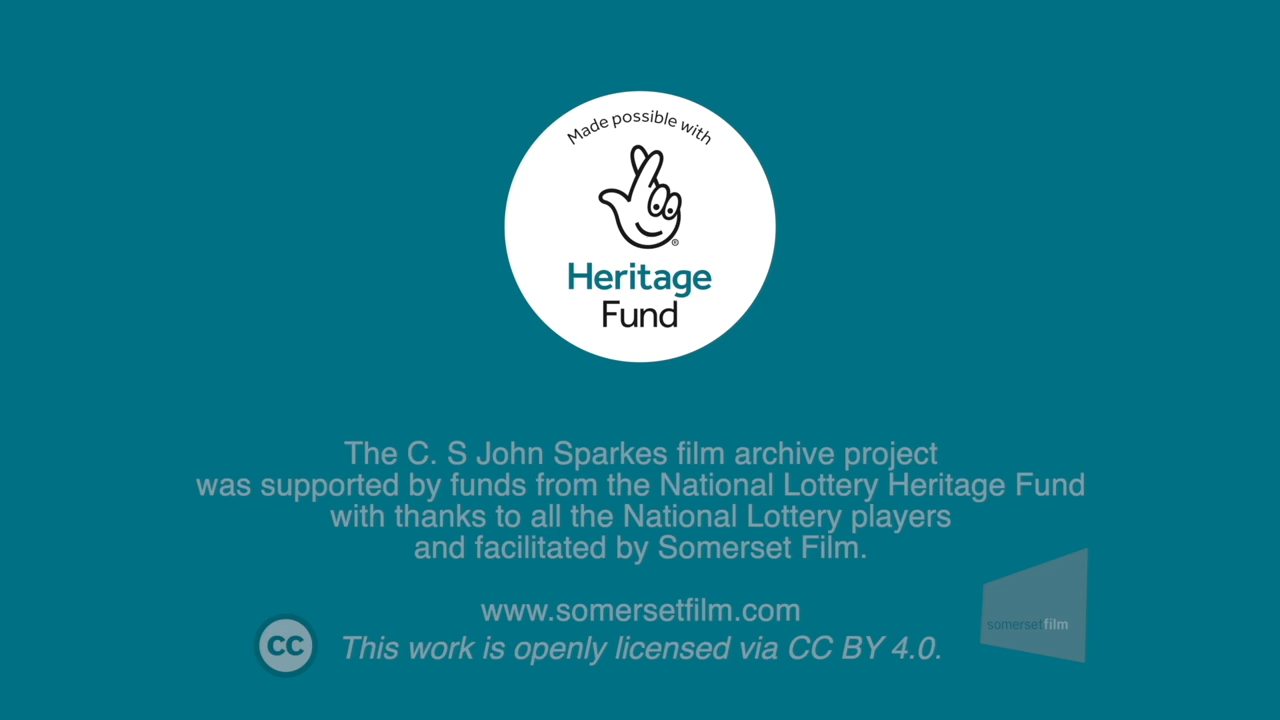 Made possible with
®
Heritage
Fund
The C. S John Sparkes film archive project
was supported by funds from the National Lottery Heritage Fund
with thanks to all the National Lottery players
and facilitated by Somerset Film.
www.somersetfilm.com
somersetfilm
CC
This work is openly licensed via CC BY 4.0.